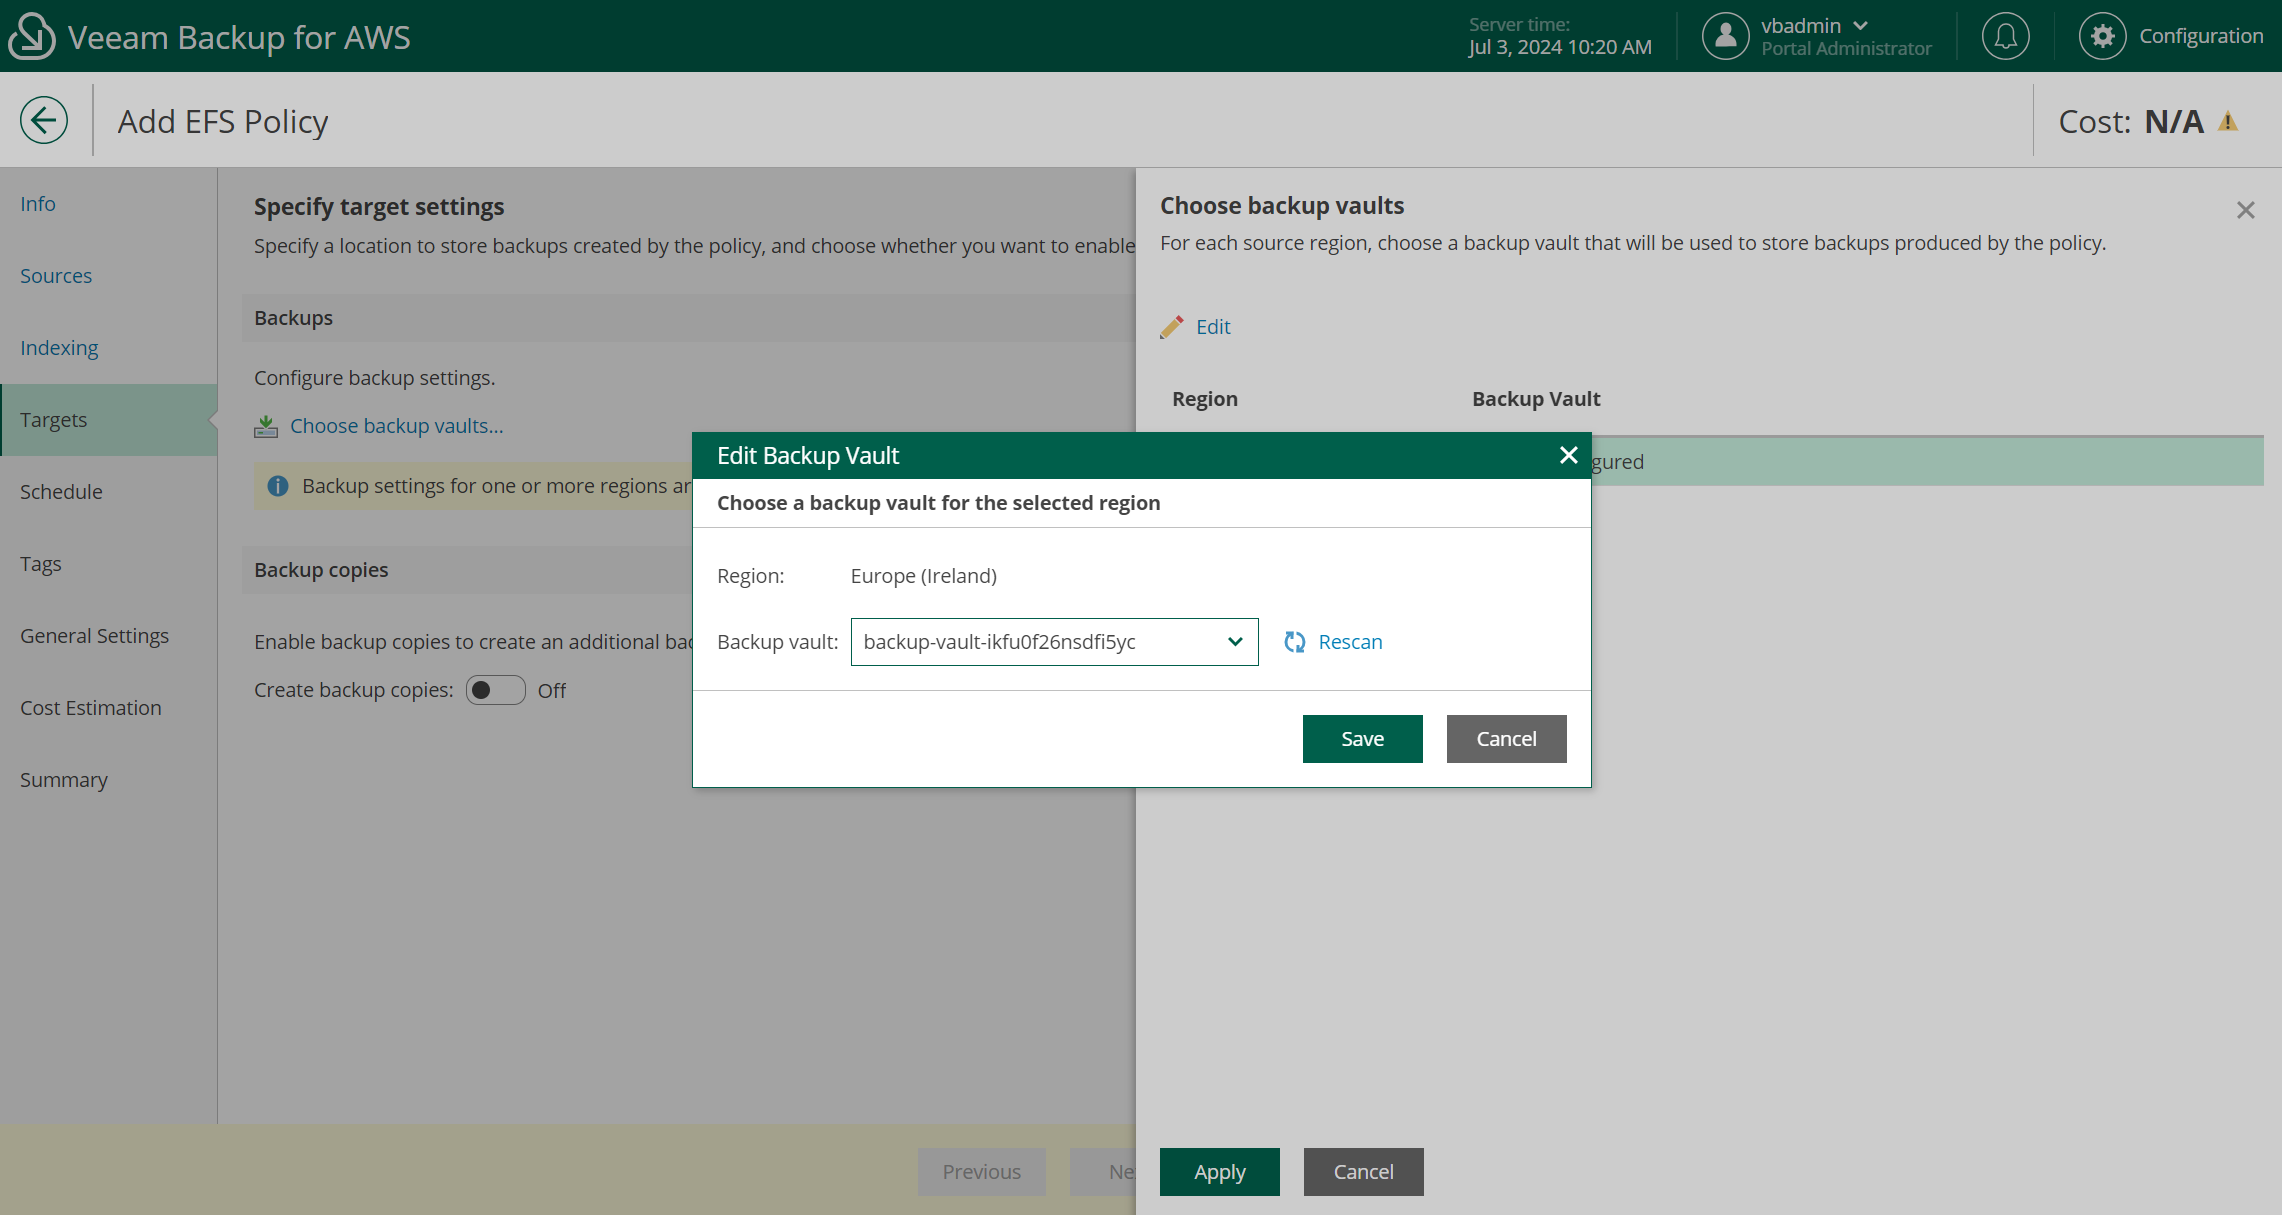 Veeam Backup for AWS
Server time:
Jul 3, 2024 10:20 AM
vbadmin
Portal Administrator
Configuration
Add EFS Policy
Cost: N/A
Info
Sources
Indexing
Targets
Schedule
Tags
General Settings
Cost Estimation
Summary
Specify target settings
Specify a location to store backups created by the policy, and choose whether you want to enable
Backups
Configure backup settings.
Choose backup vaults...
Backup settings for one or more regions ar
Backup copies
Enable backup copies to create an additional bac
Create backup copies: Off
Previous
Ne
Choose backup vaults
For each source region, choose a backup vault that will be used to store backups produced by the policy.
Edit
Region Backup Vault
gured
Edit Backup Vault
Choose a backup vault for the selected region
Region: Europe (Ireland)
Backup vault: backup-vault-ikfu0f26nsdfi5yc Rescan
Save Cancel
Apply Cancel